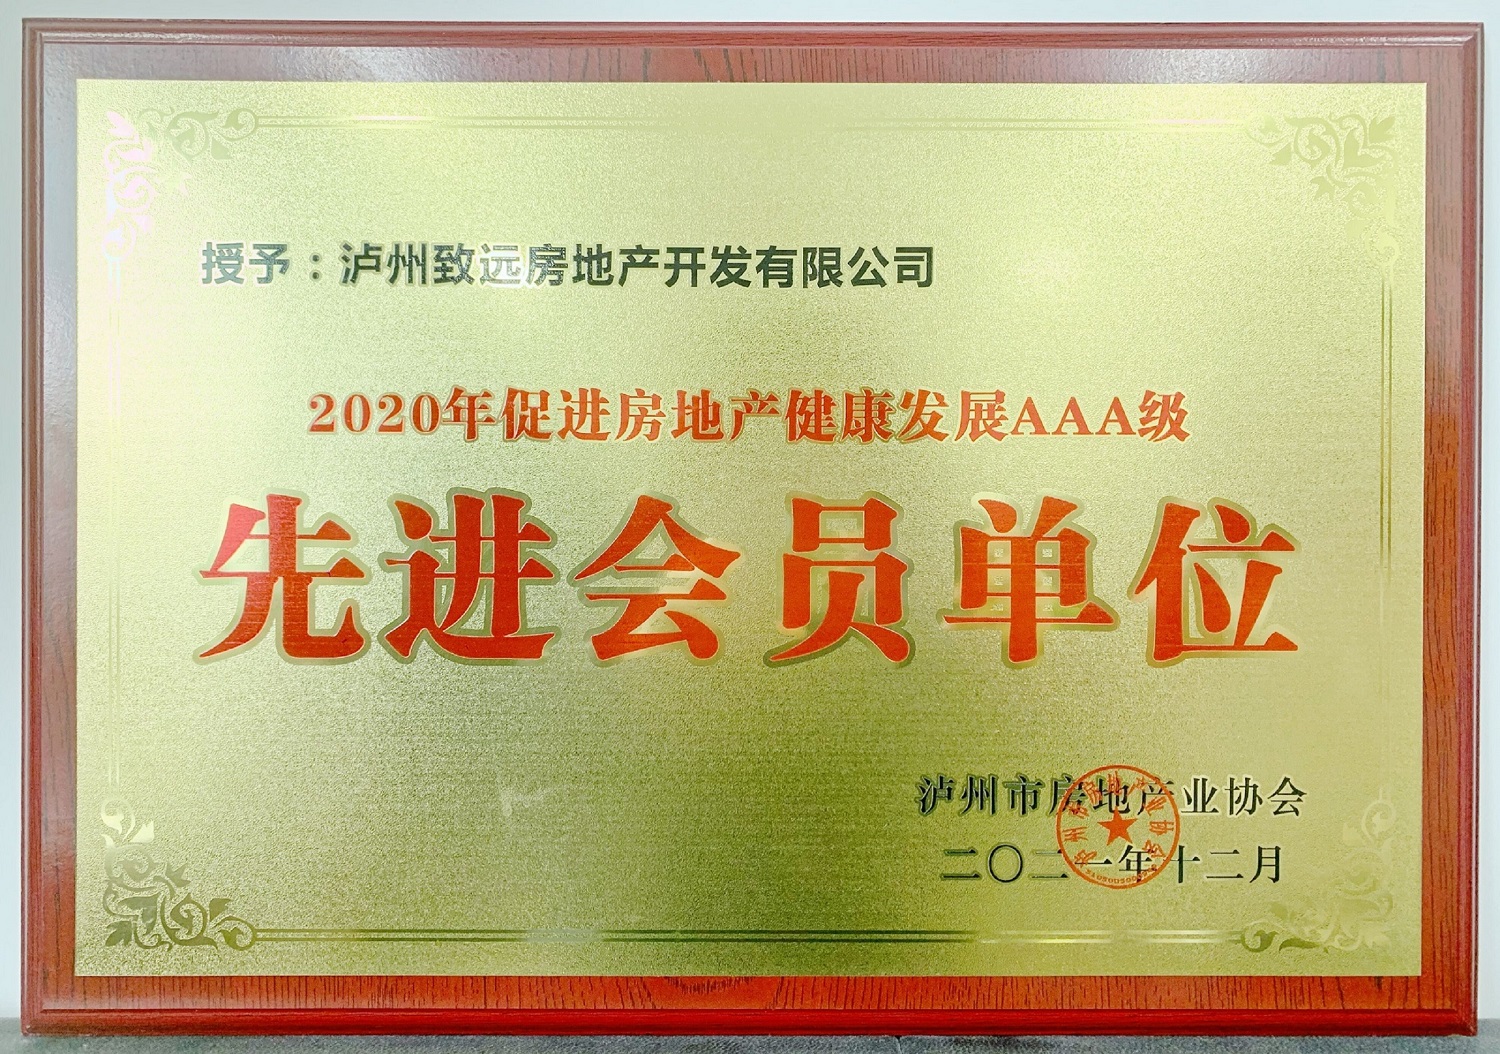 授予：泸州致远房地产开发有限公司
2020年促进房地产健康发展AAA级
先进会员单位
泸州市房地产业协会
二〇二一年十二月